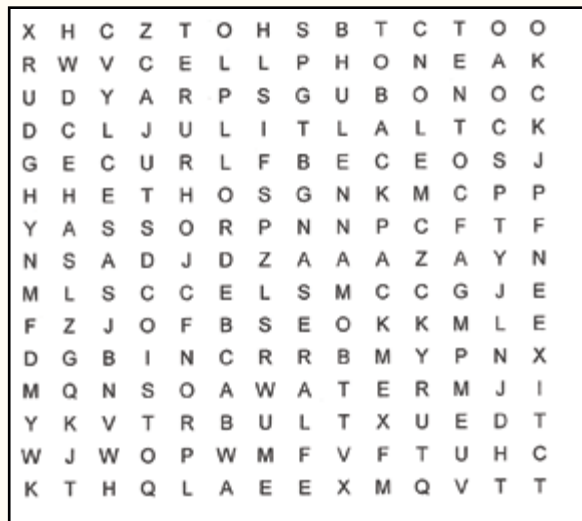 X H C Z T O H S B T C T O O
R W V C E L L P H O N E A K
U D Y A R P S G U B O N O C
D C L J U L I T L A L T C K
G E C U R L F B E C E O S J
H H E T H O S G N K M C P P
Y A S S O R P N N P C F T F
N S A D J D Z A A A Z A Y N
M L S C C E L S M C C G J E
F Z J O F B S E O K K M L E
D G B I N C R R B M Y P N X
M Q N S O A W A T E R M J I
Y K V T R B U L T X U E D T
W J W O P W M F V F T U H C
K T H Q L A E E X M Q V T T